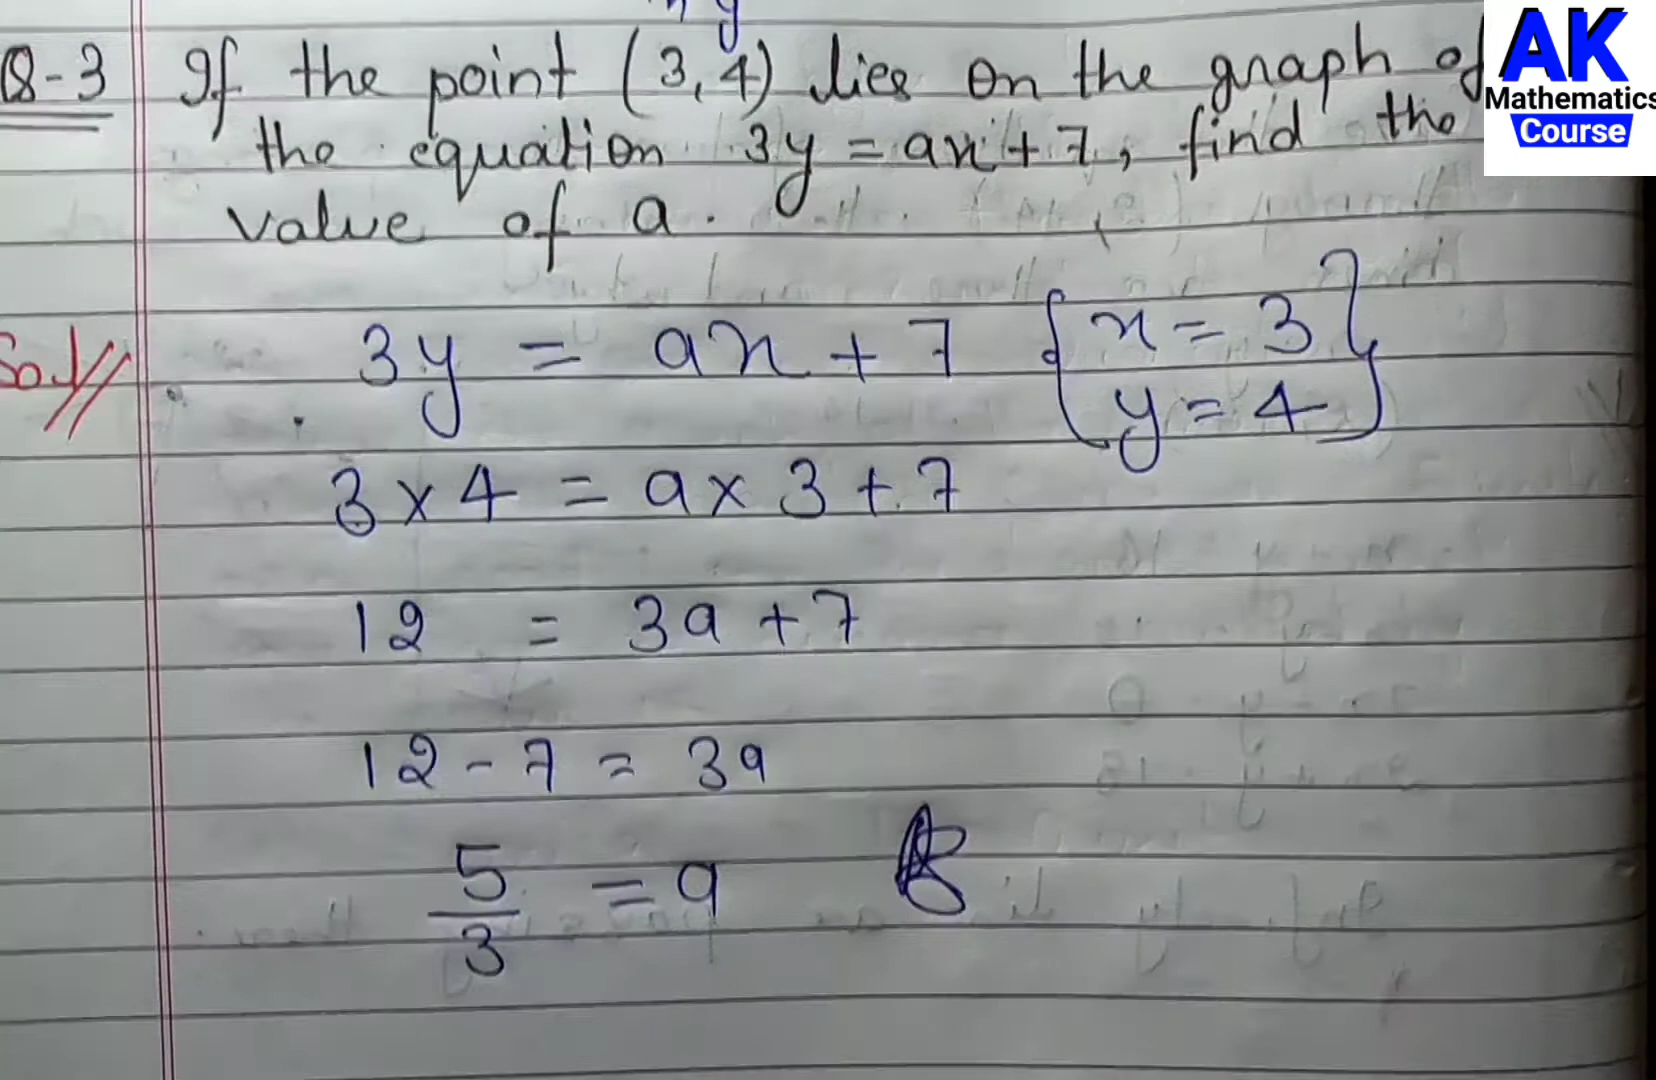 Q-3 If the point (3,4) lies on the graph of
the equation 3y = ax + 7, find the
value of a.
Sol//
3y = ax + 7 {x = 3
y = 4}
3 × 4 = a × 3 + 7
12 = 3a + 7
12 - 7 = 3a
5/3 = a
AK
Mathematics
Course